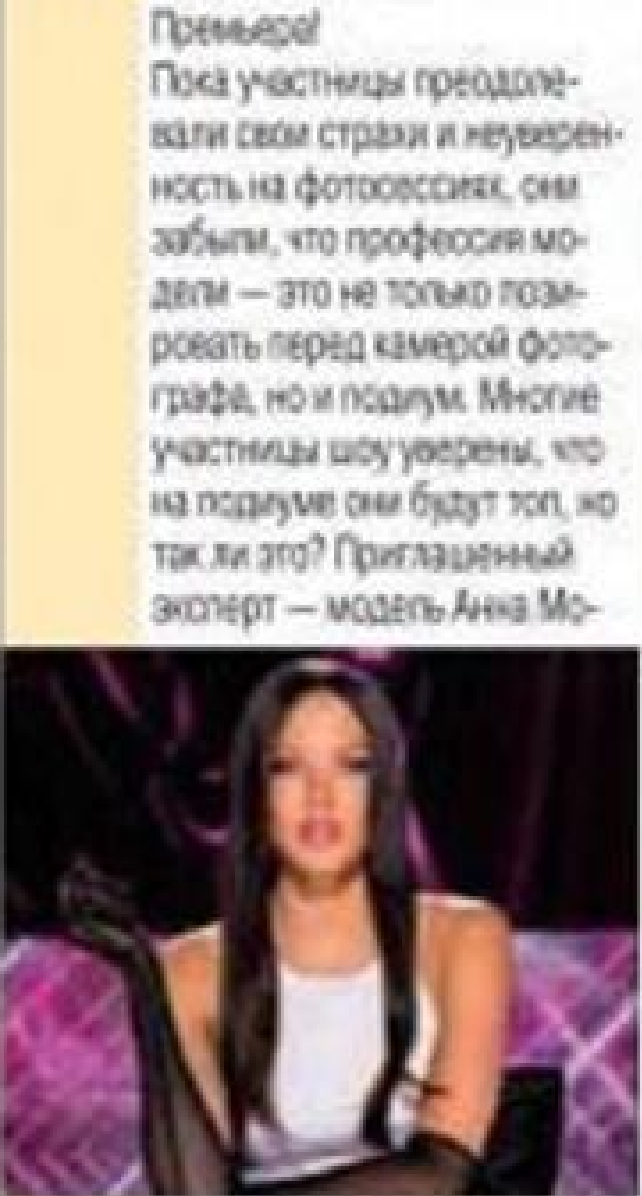 Премьера!
Пока участницы преодоле-
вали свои страхи и неуверен-
ность на фотосессиях, они
забыли, что профессия мо-
дели — это не только пози-
ровать перед камерой фото-
графа, но и подиум. Многие
участницы шоу уверены, что
на подиуме они будут топ, но
так ли это? Приглашенный
эксперт — модель Анна Мо-